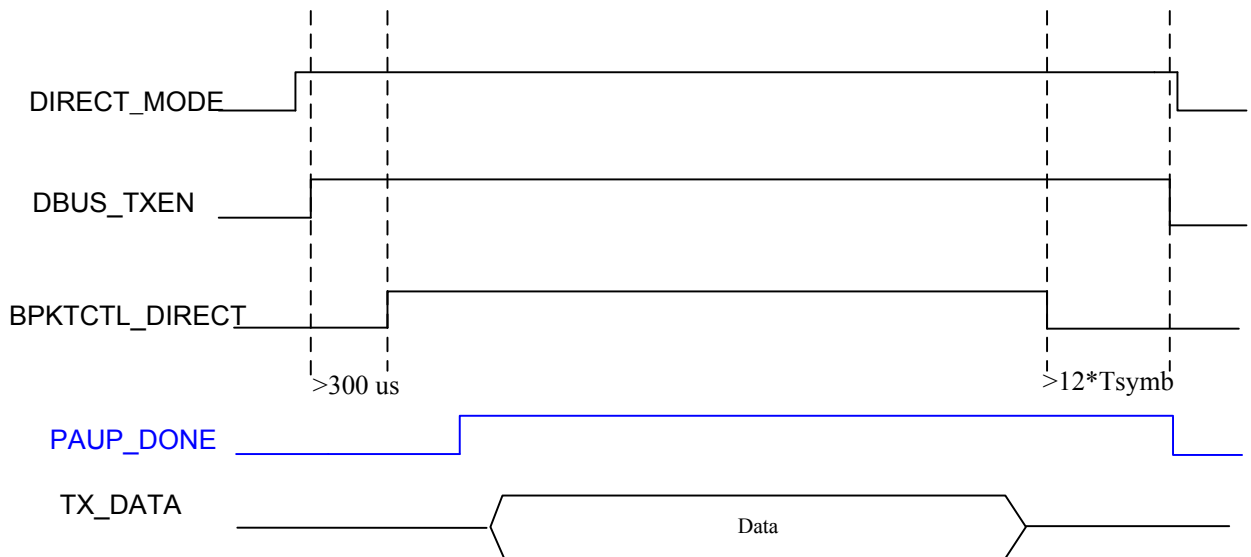 DIRECT_MODE
DBUS_TXEN
BPKTCTL_DIRECT
>300 us
>12*Tsymb
PAUP_DONE
TX_DATA
Data